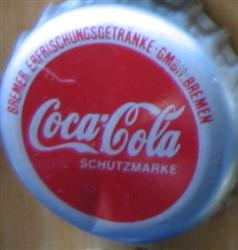 BREMER ERFRISCHUNGSGETRÄNKE-GMBH BREMEN
Coca-Cola
SCHUTZMARKE